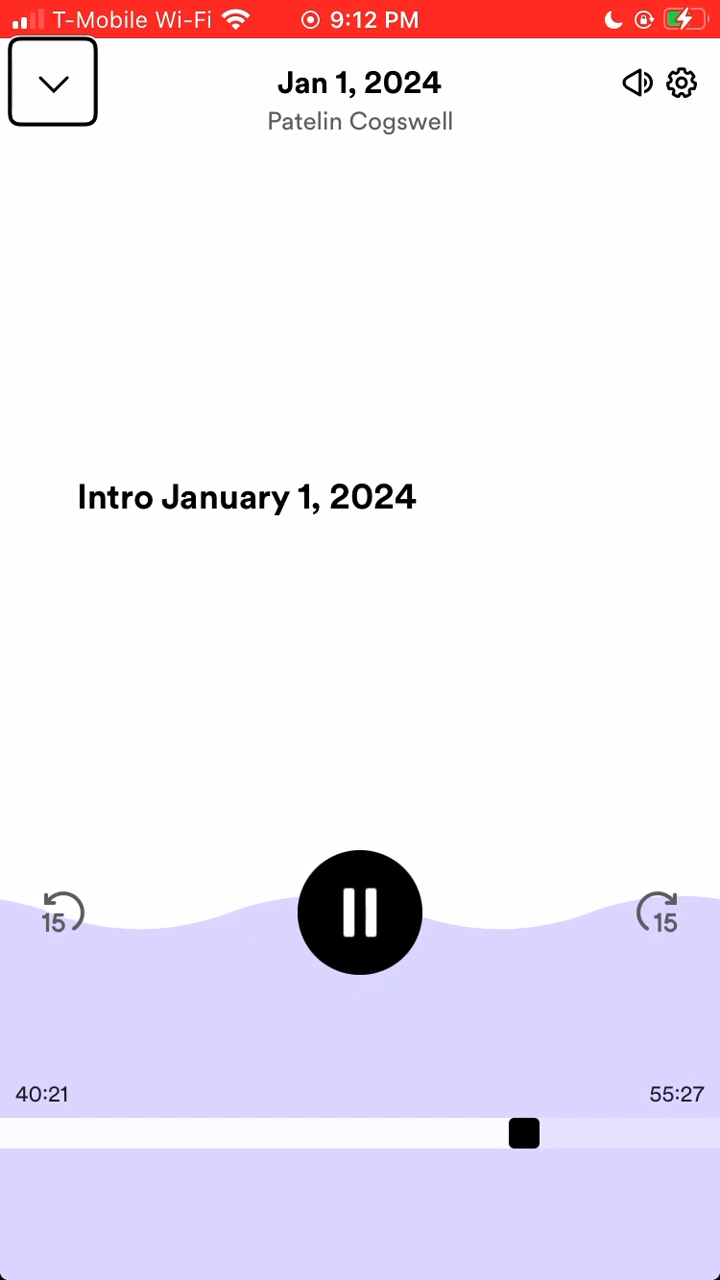 T-Mobile Wi-Fi 9:12 PM
Jan 1, 2024
Patelin Cogswell
Intro January 1, 2024
15 15
40:21 55:27